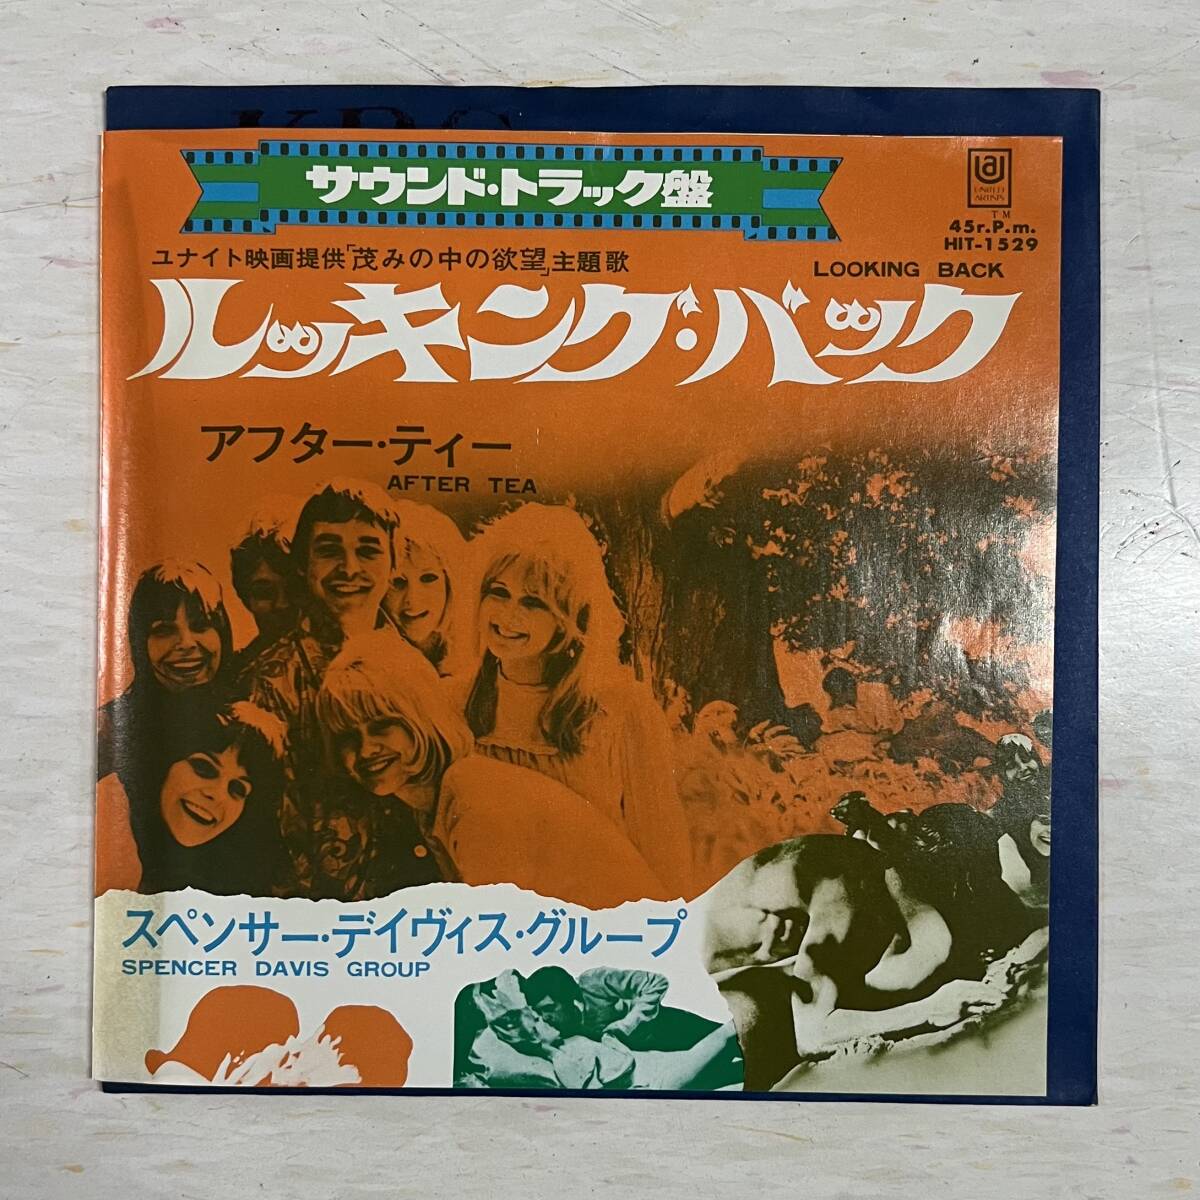 KBS
サウンド・トラック盤
UA
UNITED
ARTISTS
TM
45r.p.m.
HIT-1529
ユナイト映画提供「茂みの中の欲望」主題歌
LOOKING BACK
ルッキング・バック
アフター・ティー
AFTER TEA
スペンサー・デイヴィス・グループ
SPENCER DAVIS GROUP